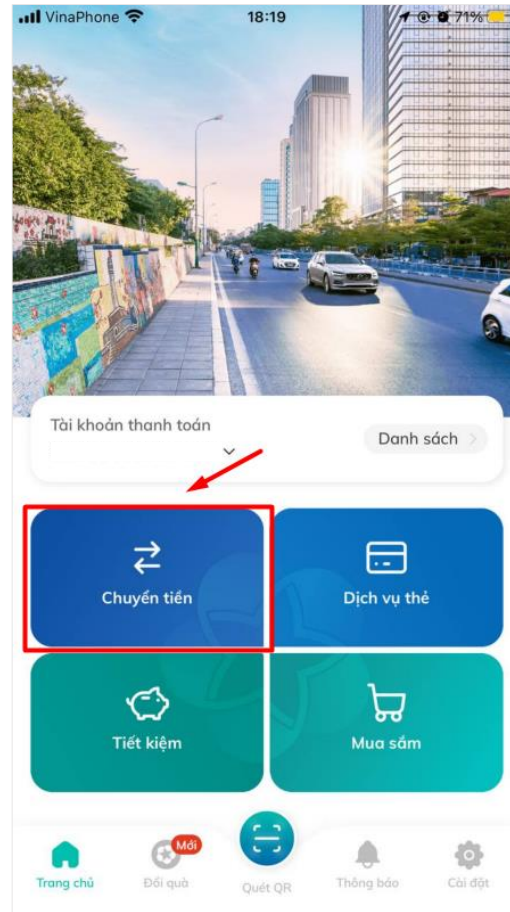 VinaPhone 18:19 71%
Tài khoản thanh toán
Danh sách
Chuyển tiền
Dịch vụ thẻ
Tiết kiệm
Mua sắm
Mới
Trang chủ
Đổi quà
Quét QR
Thông báo
Cài đặt